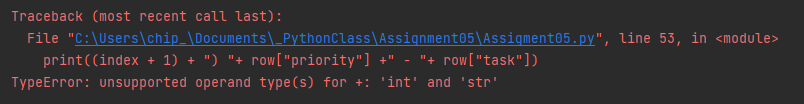 Traceback (most recent call last):
  File "C:\Users\chip_\Documents\_PythonClass\Assignment05\Assigment05.py", line 53, in <module>
    print((index + 1) + ") "+ row["priority"] +" - "+ row["task"])
TypeError: unsupported operand type(s) for +: 'int' and 'str'